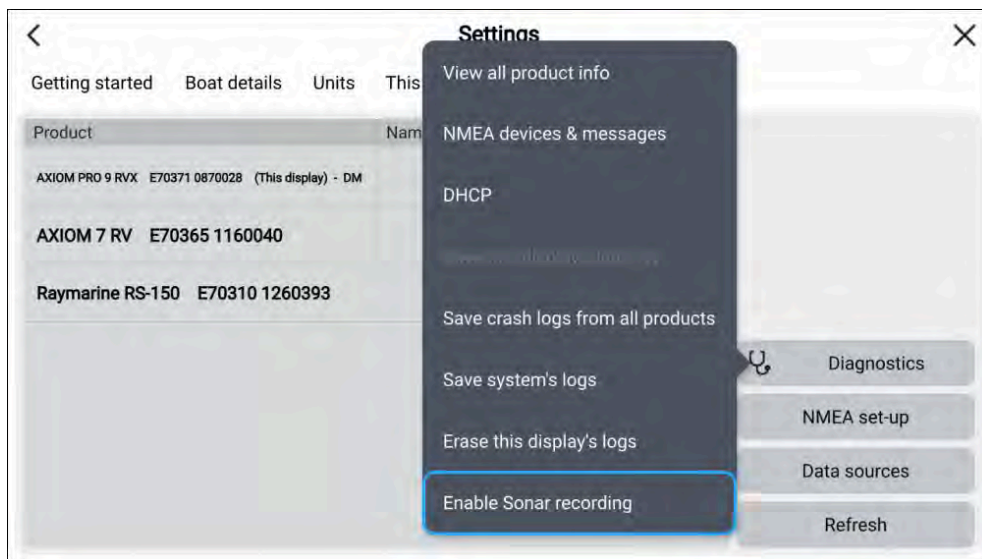 Settings
Getting started Boat details Units This
Product Nam
AXIOM PRO 9 RVX E70371 0870028 (This display) - DM
AXIOM 7 RV E70365 1160040
Raymarine RS-150 E70310 1260393
View all product info
NMEA devices & messages
DHCP
Save crash logs from all products
Save system's logs
Erase this display's logs
Enable Sonar recording
Diagnostics
NMEA set-up
Data sources
Refresh